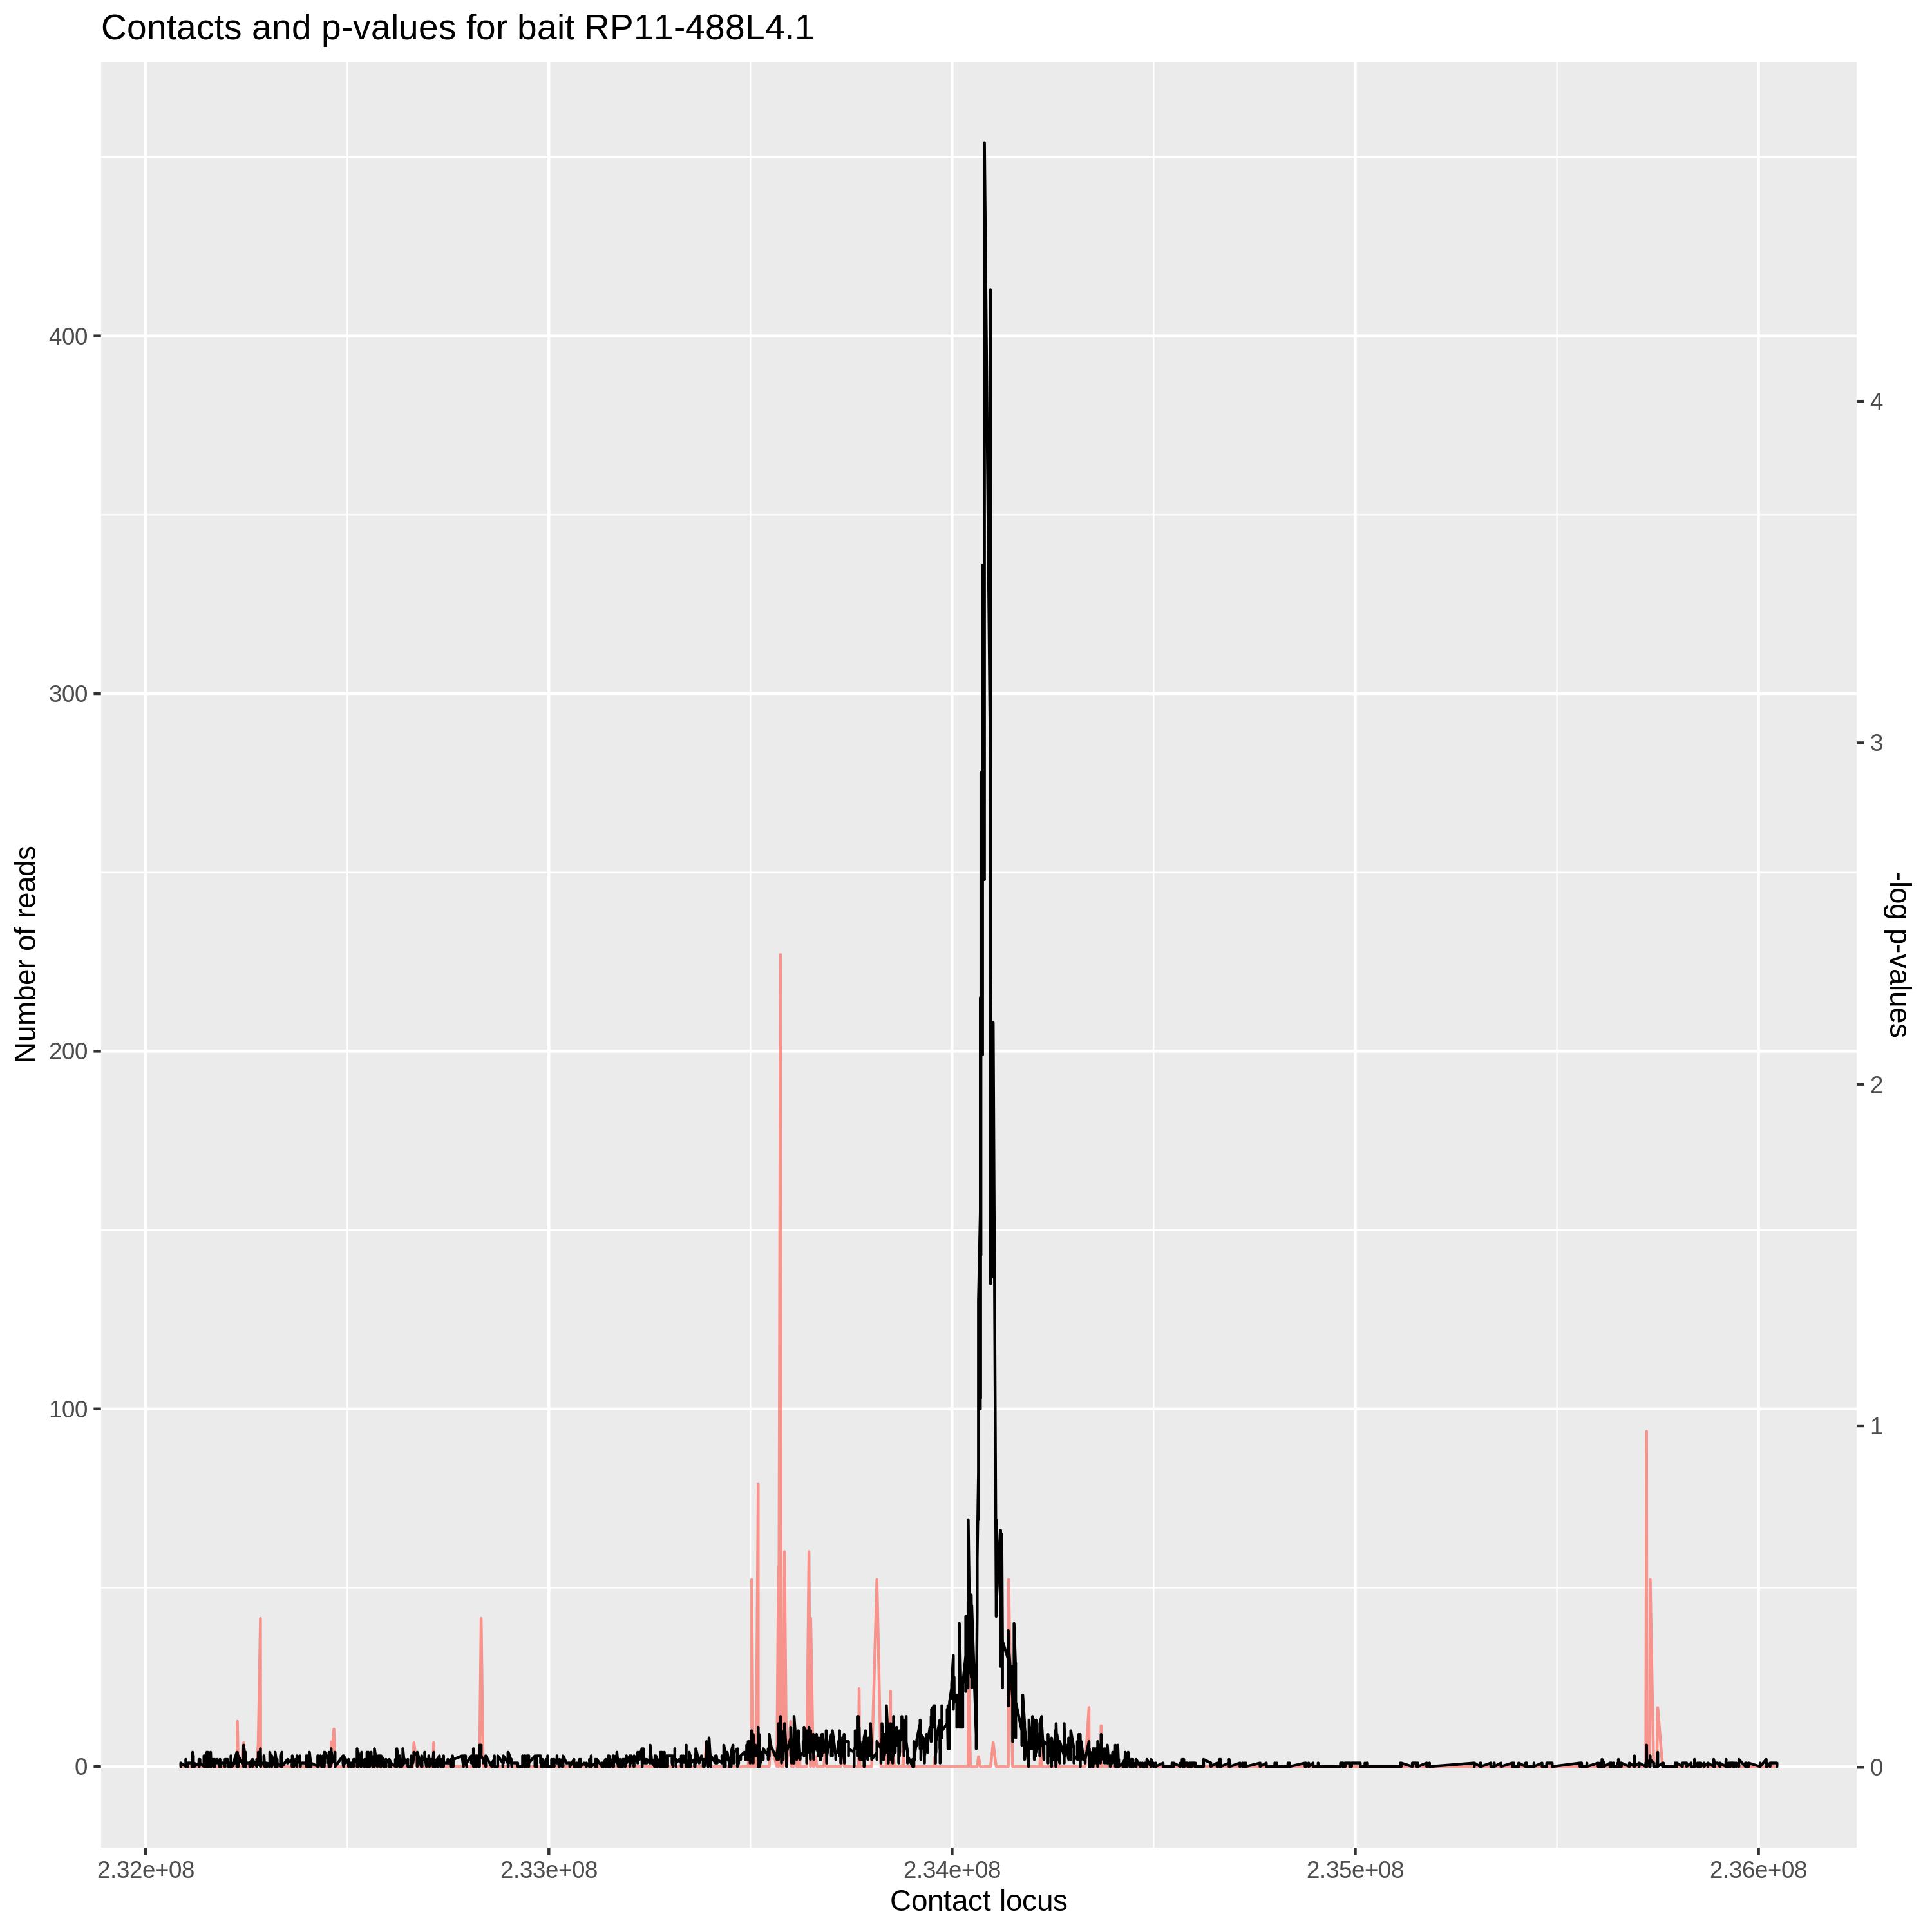 Contacts and p-values for bait RP11-488L4.1
Number of reads
400
300
200
100
0
-log p-values
4
3
2
1
0
2.32e+08
2.33e+08
2.34e+08
2.35e+08
2.36e+08
Contact locus